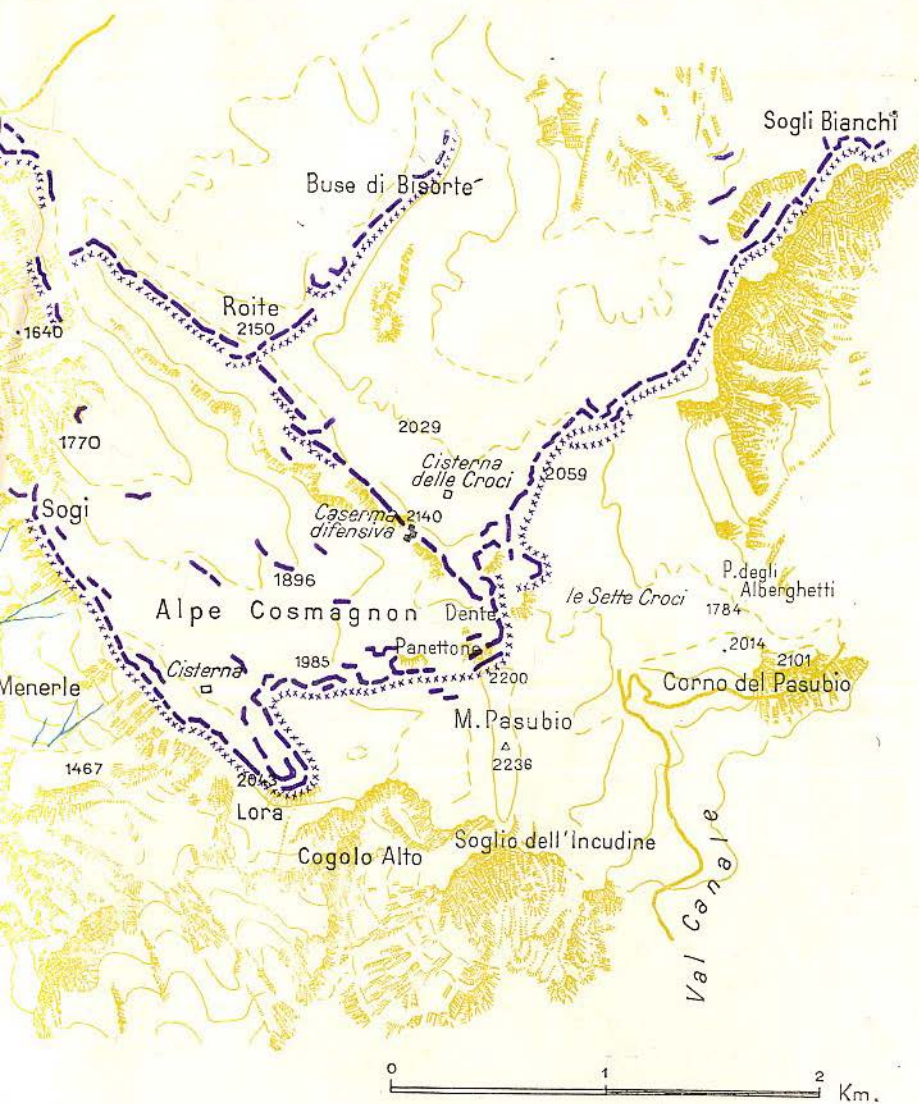 Sogli Bianchi
Buse di Bisorte
Roite
2150
1640
2029
1770
Cisterna
delle Croci
2059
Sogi
Caserma
difensiva
2140
1896
P. degli
Alberghetti
le Sette Croci
Alpe Cosmagnon
Dente
1784
Panettone
2014
1985
2101
Cisterna
2200
Corno del Pasubio
Menerle
M. Pasubio
2236
1467
2043
Lora
Soglio dell'Incudine
Cogolo Alto
Val Canale
0 1 2
Km.